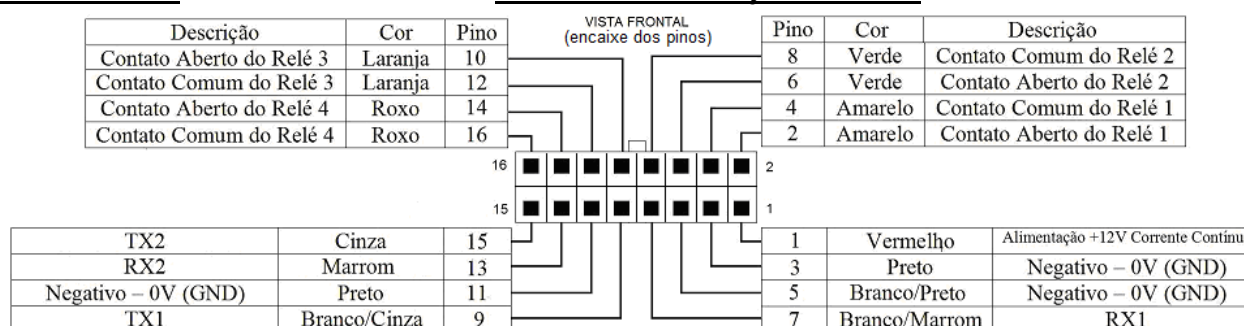 VISTA FRONTAL
(encaixe dos pinos)
Descrição Cor Pino
Contato Aberto do Relé 3 Laranja 10
Contato Comum do Relé 3 Laranja 12
Contato Aberto do Relé 4 Roxo 14
Contato Comum do Relé 4 Roxo 16
Pino Cor Descrição
8 Verde Contato Comum do Relé 2
6 Verde Contato Aberto do Relé 2
4 Amarelo Contato Comum do Relé 1
2 Amarelo Contato Aberto do Relé 1
16 2
15 1
TX2 Cinza 15
RX2 Marrom 13
Negativo – 0V (GND) Preto 11
TX1 Branco/Cinza 9
1 Vermelho Alimentação +12V Corrente Contínu
3 Preto Negativo – 0V (GND)
5 Branco/Preto Negativo – 0V (GND)
7 Branco/Marrom RX1